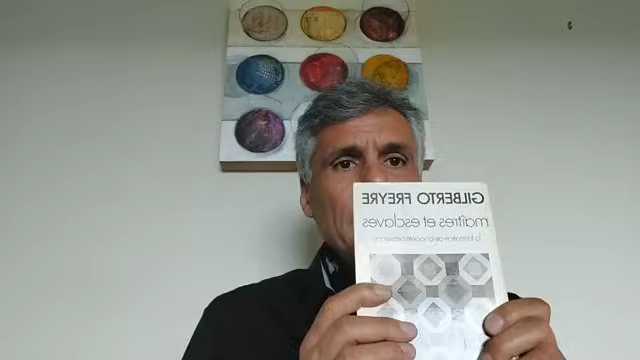 GILBERTO FREYRE
maîtres et esclaves
la formation de la société brésilienne